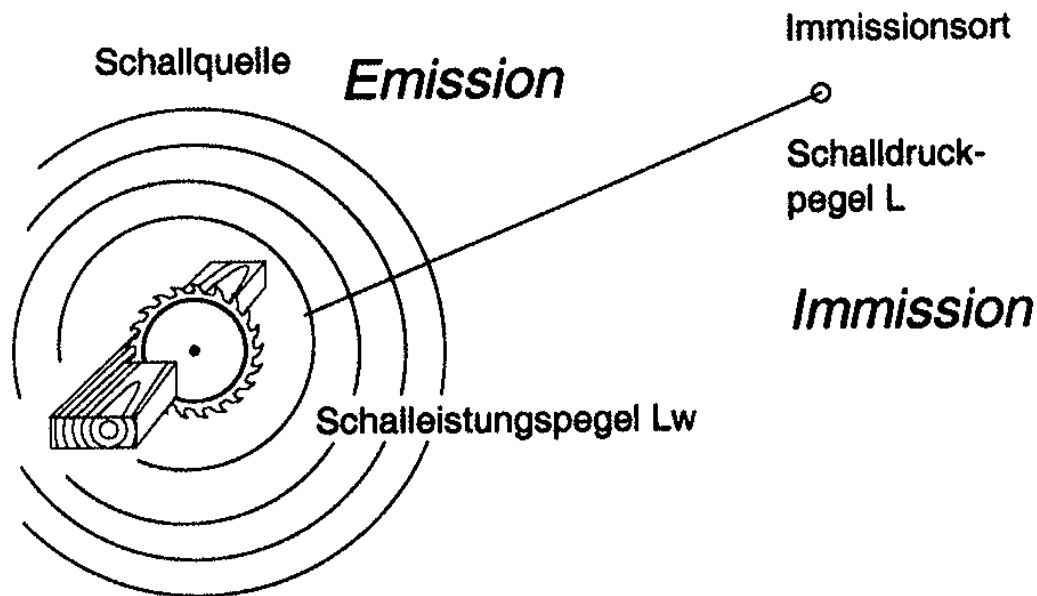 Schallquelle
Emission
Immissionsort
Schalldruck-
pegel L
Immission
Schalleistungspegel Lw